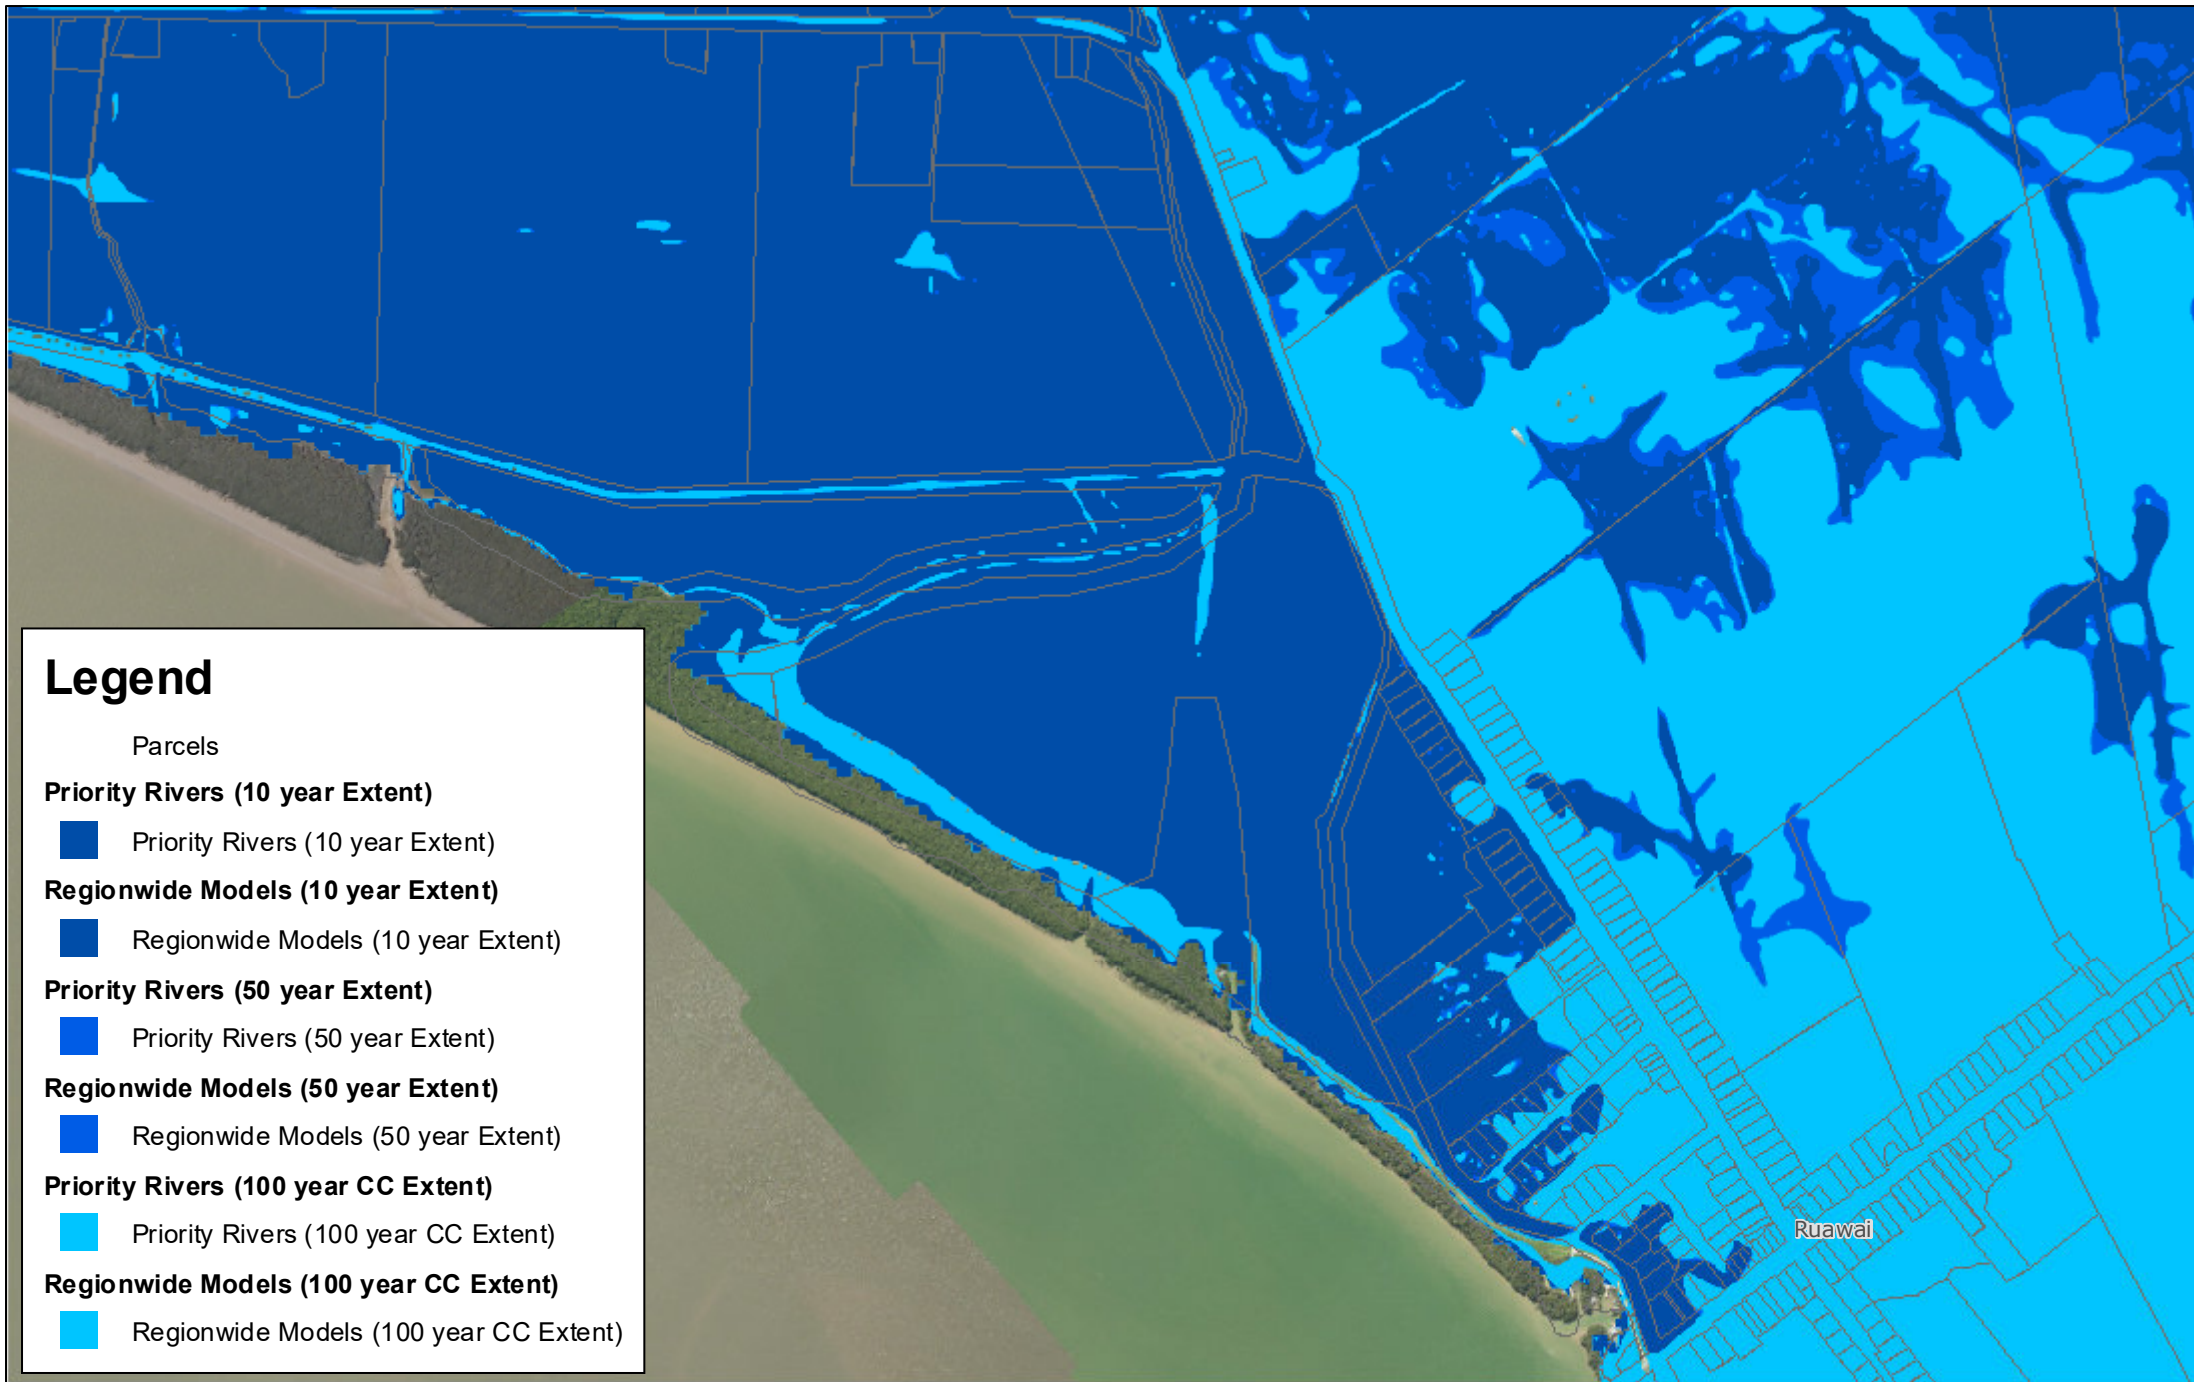 Legend
Parcels
Priority Rivers (10 year Extent)
Priority Rivers (10 year Extent)
Regionwide Models (10 year Extent)
Regionwide Models (10 year Extent)
Priority Rivers (50 year Extent)
Priority Rivers (50 year Extent)
Regionwide Models (50 year Extent)
Regionwide Models (50 year Extent)
Priority Rivers (100 year CC Extent)
Priority Rivers (100 year CC Extent)
Regionwide Models (100 year CC Extent)
Regionwide Models (100 year CC Extent)
Ruawai